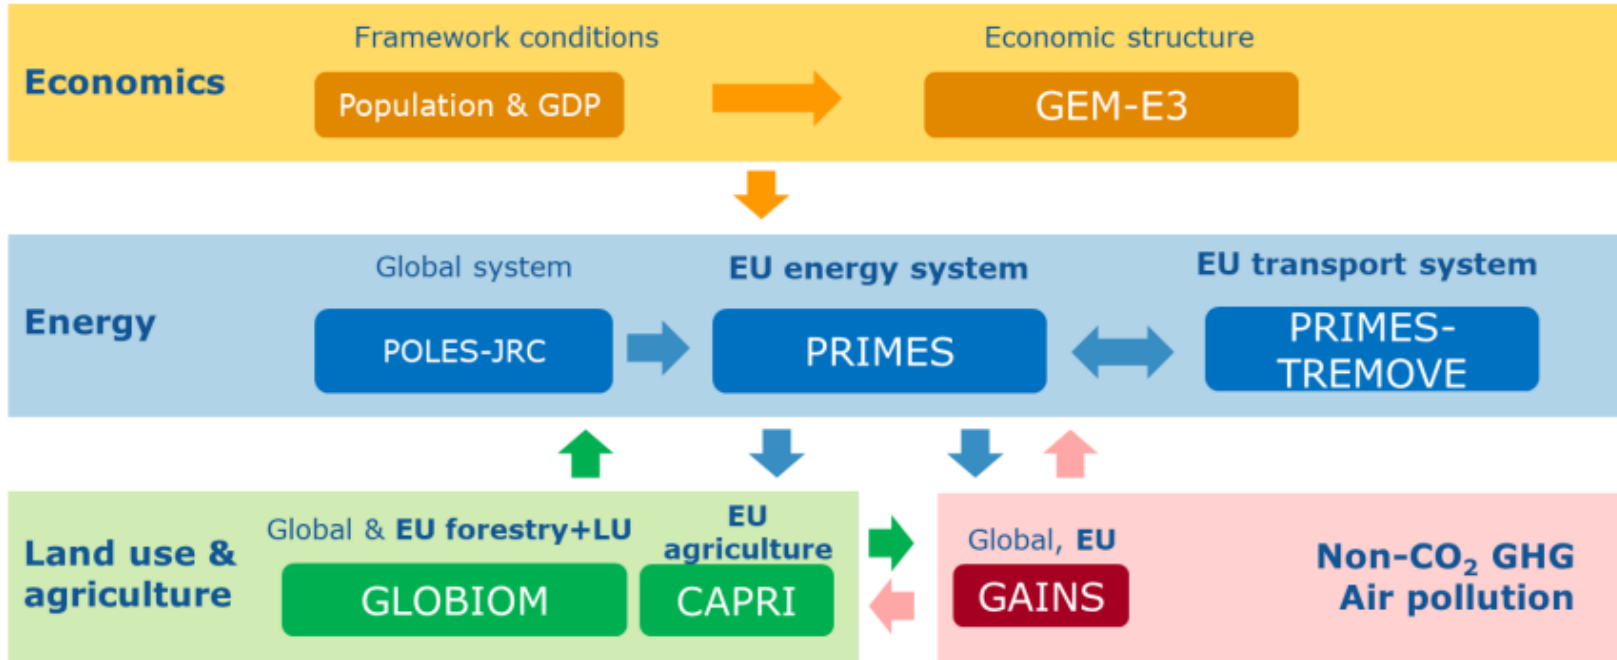 Framework conditions
Economic structure
Economics
Population & GDP
GEM-E3
Global system
EU energy system
EU transport system
Energy
POLES-JRC
PRIMES
PRIMES-
TREMOVE
Global & EU forestry+LU
EU
agriculture
Land use &
agriculture
GLOBIOM
CAPRI
Global, EU
GAINS
Non-CO₂ GHG
Air pollution